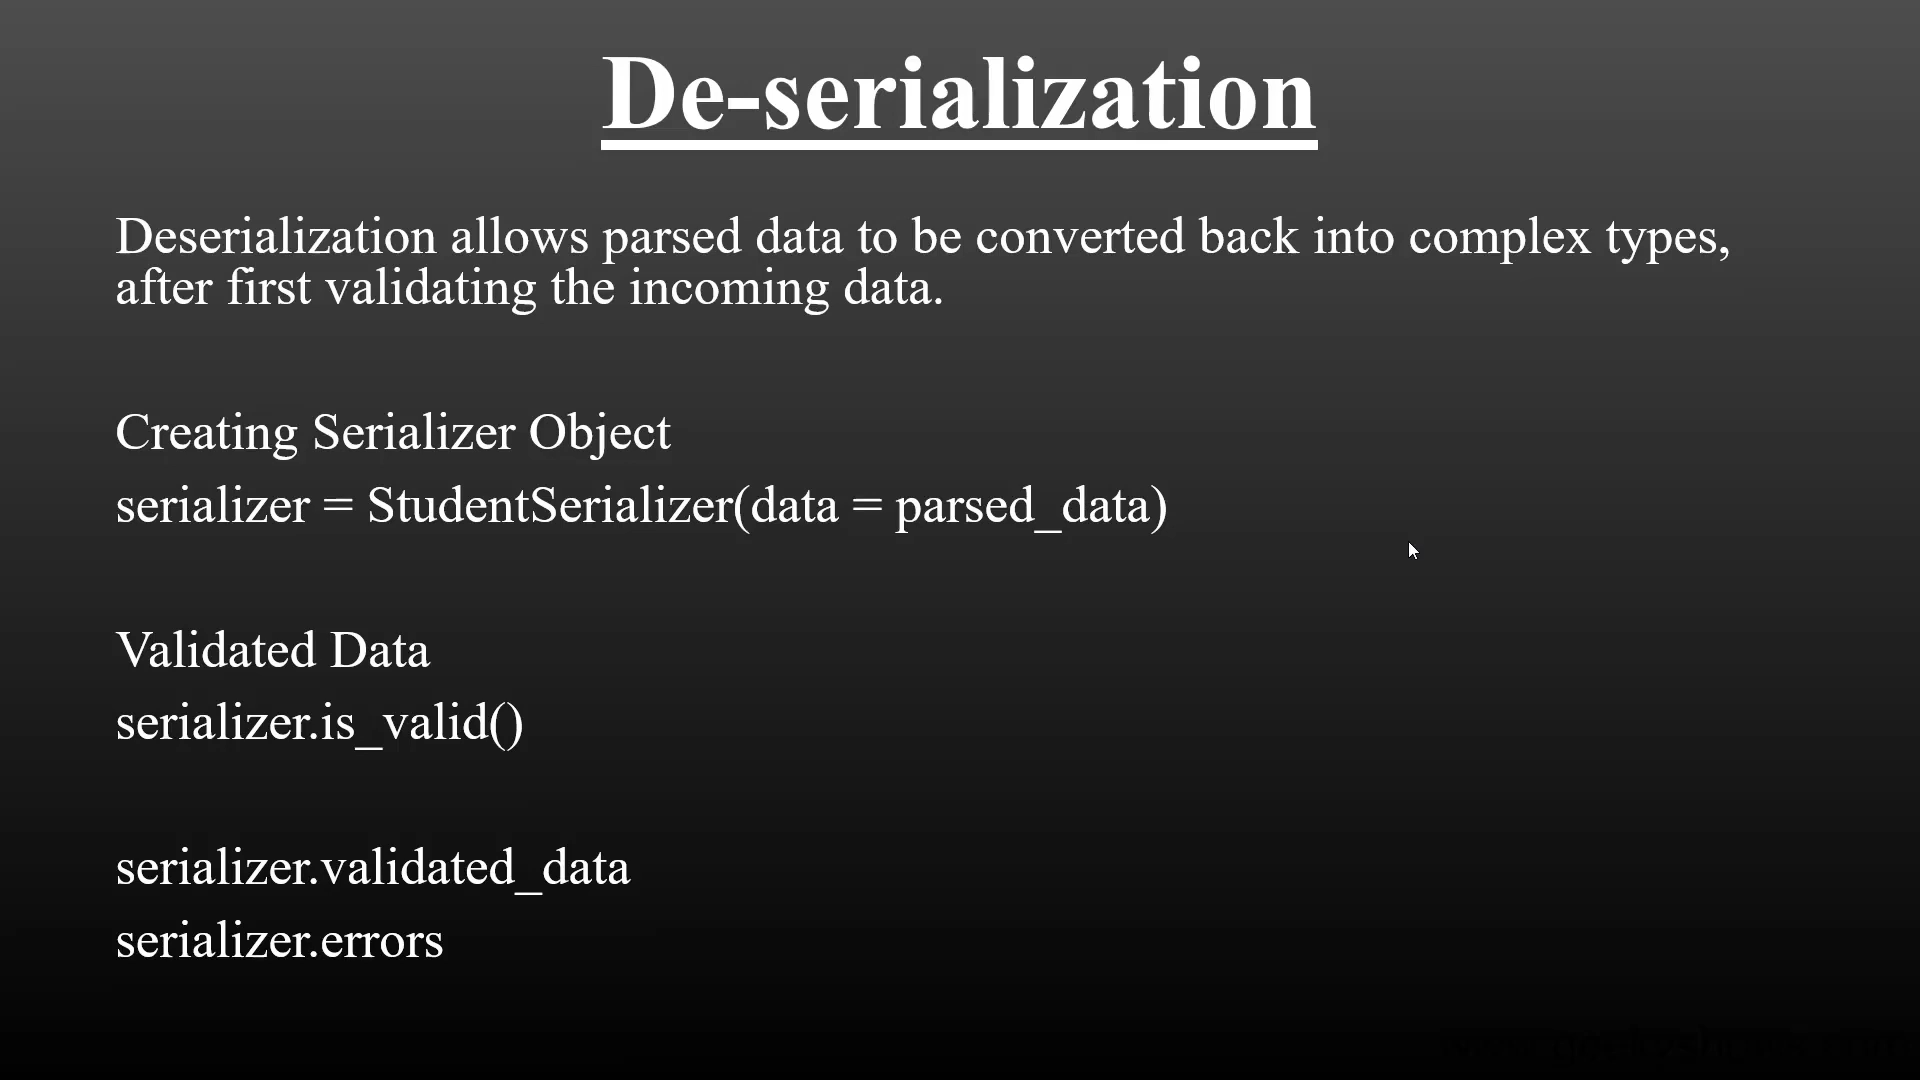 De-serialization
Deserialization allows parsed data to be converted back into complex types,
after first validating the incoming data.
Creating Serializer Object
serializer = StudentSerializer(data = parsed_data)
Validated Data
serializer.is_valid()
serializer.validated_data
serializer.errors